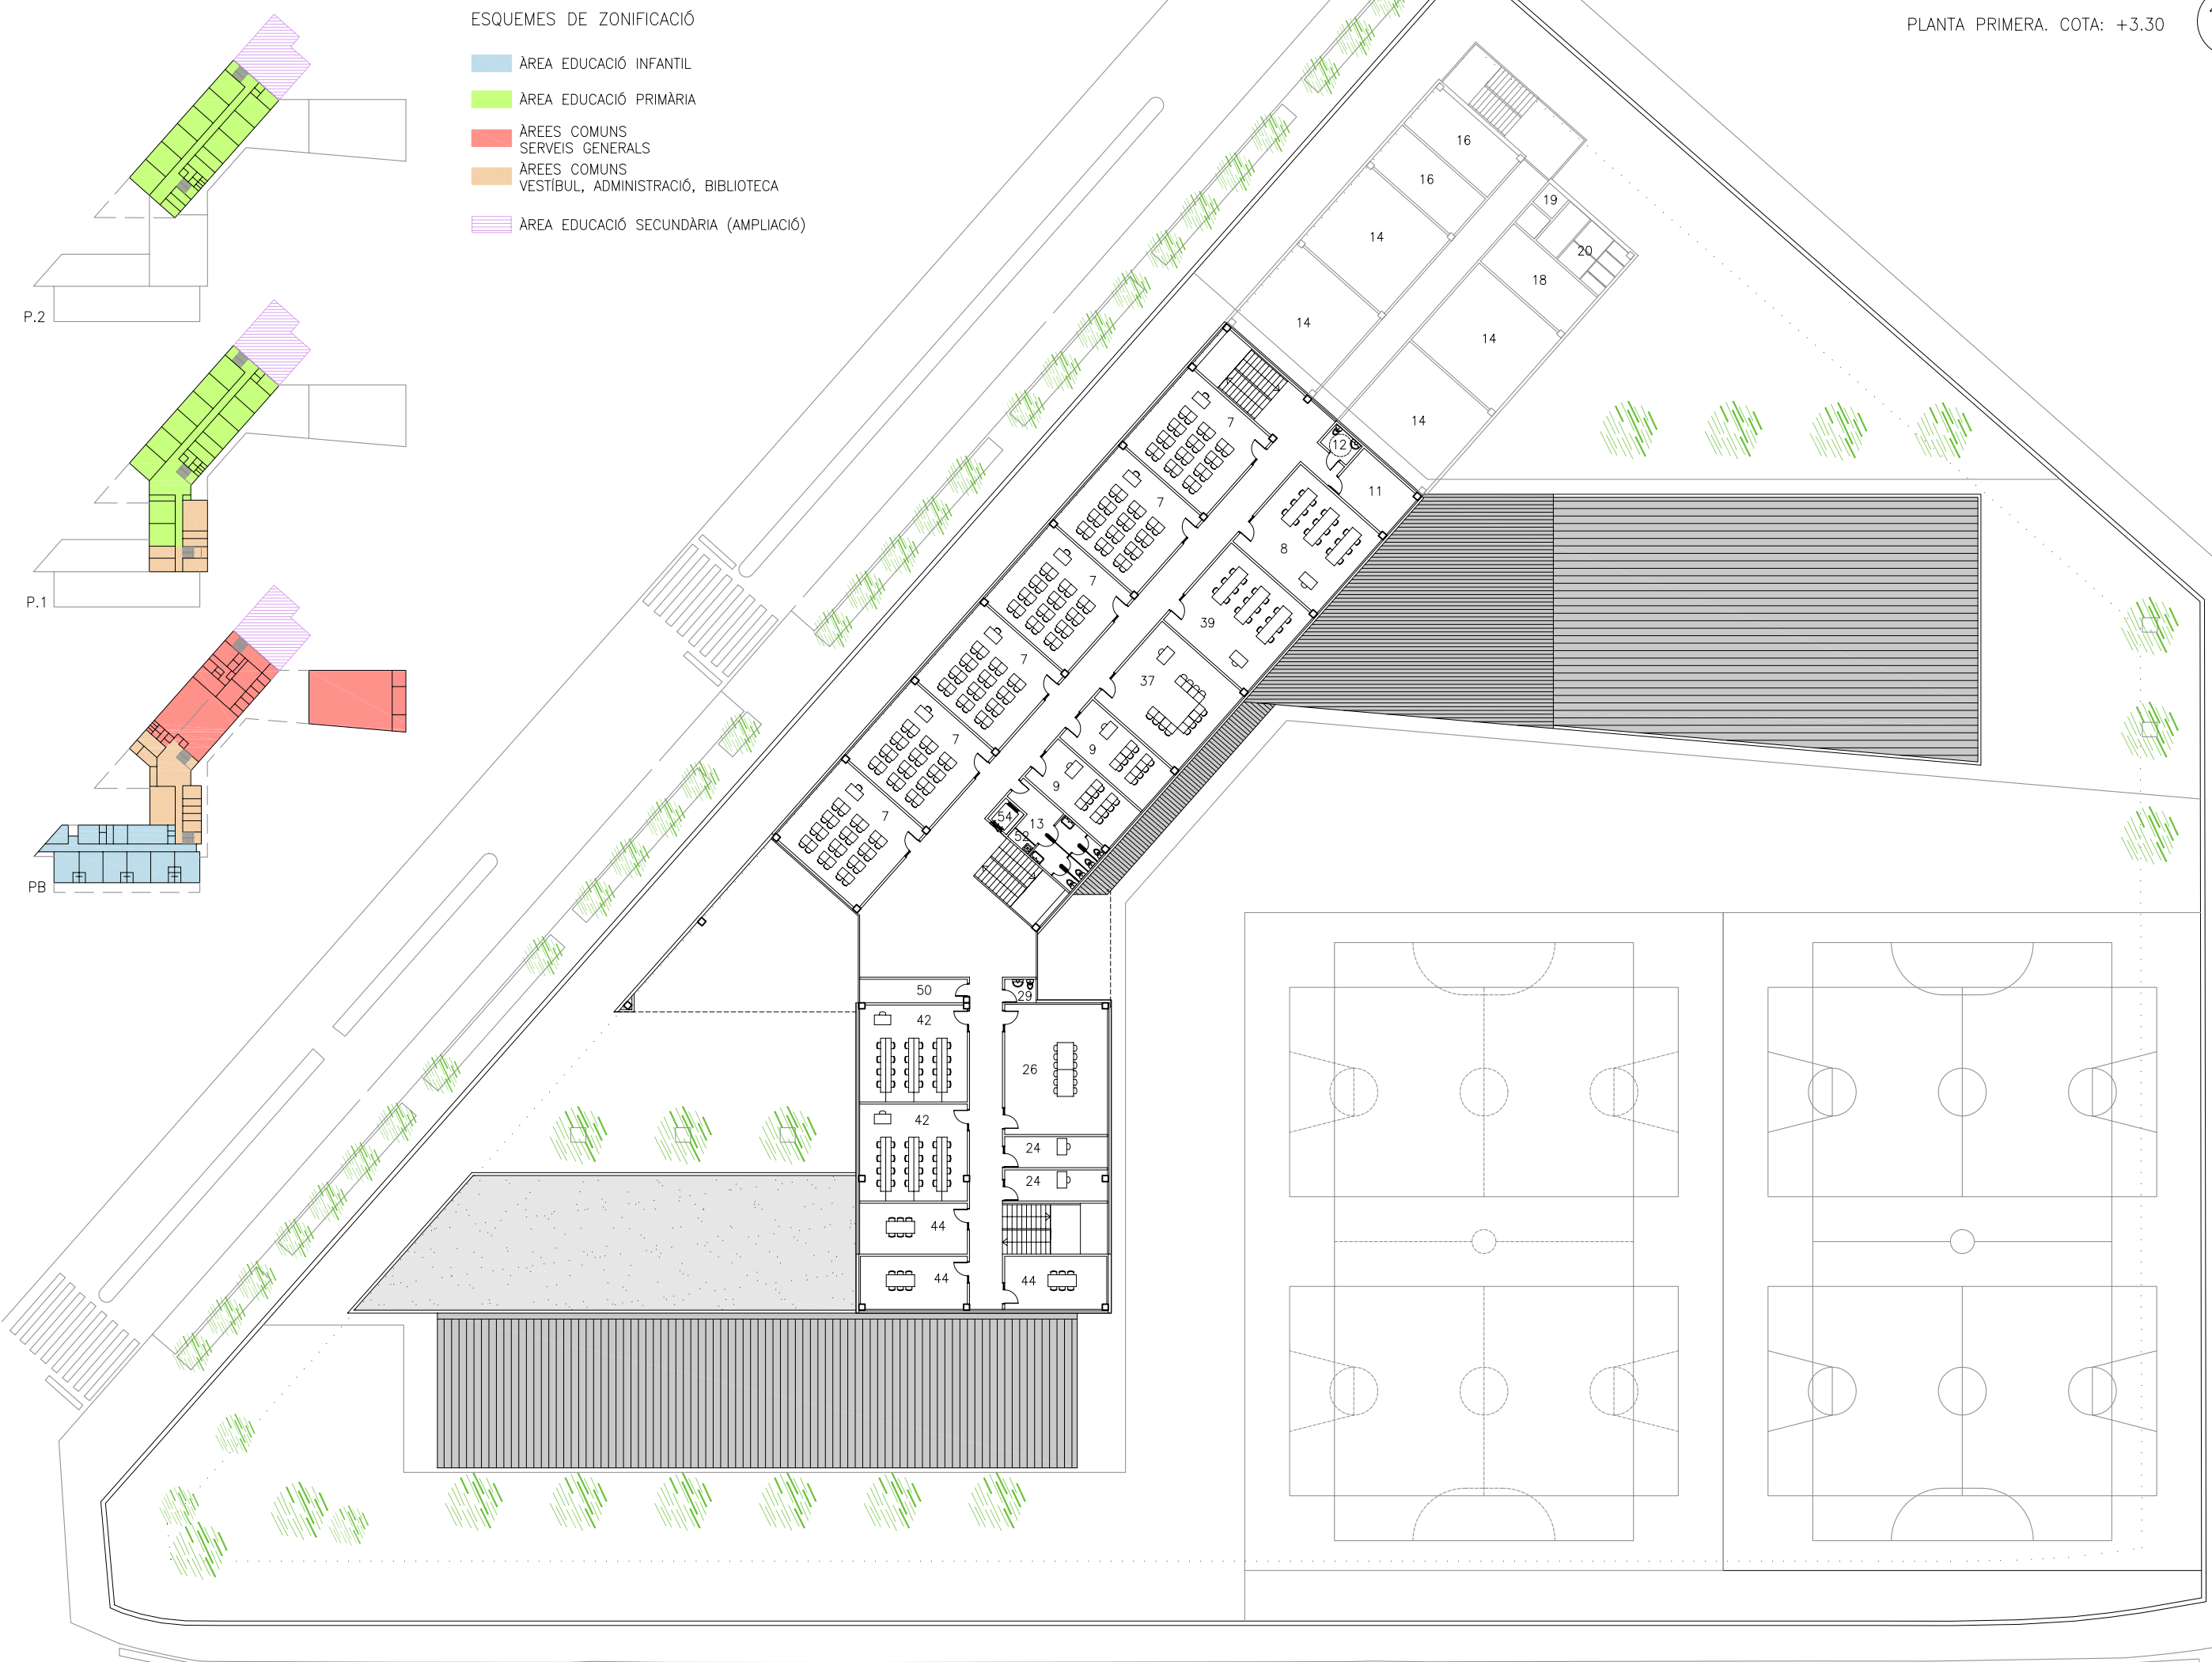 ESQUEMES DE ZONIFICACIÓ
ÀREA EDUCACIÓ INFANTIL
ÀREA EDUCACIÓ PRIMÀRIA
ÀREES COMUNS
SERVEIS GENERALS
ÀREES COMUNS
VESTÍBUL, ADMINISTRACIÓ, BIBLIOTECA
ÀREA EDUCACIÓ SECUNDÀRIA (AMPLIACIÓ)
PLANTA PRIMERA. COTA: +3.30
P.2
P.1
PB
16
16
19
14
20
18
14
14
14
7
12
11
7
8
7
39
7
37
7
9
9
7
54
13
52
50
29
42
26
42
24
24
44
44
44